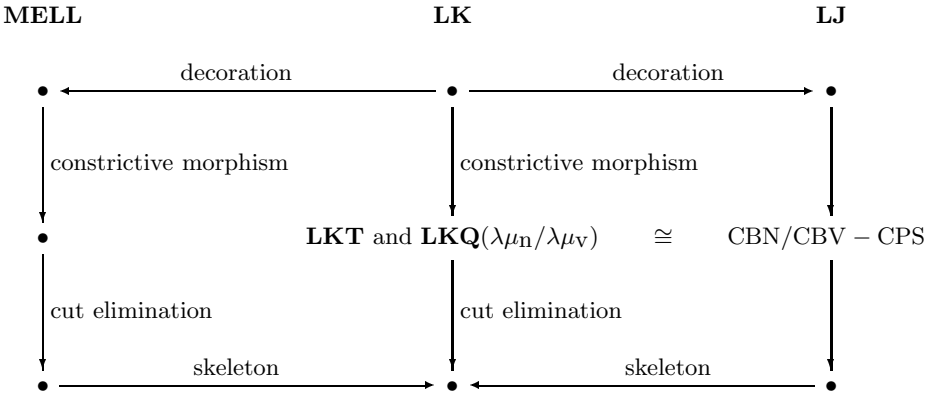 MELL LK LJ
decoration decoration
constrictive morphism constrictive morphism
LKT and LKQ(λμn/λμv) ≅ CBN/CBV − CPS
cut elimination cut elimination
skeleton skeleton